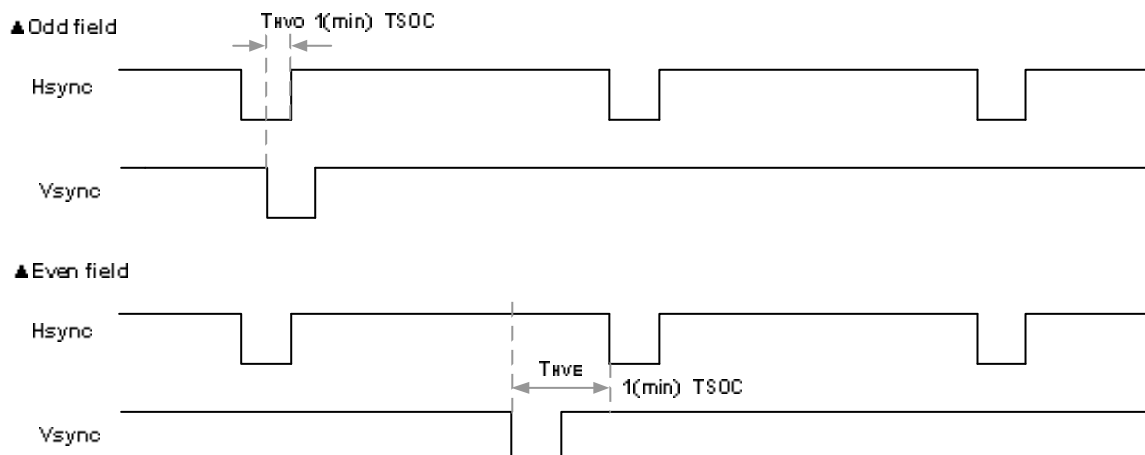 THVO 1(min) TSOC
▲Odd field
Hsync
Vsync
▲Even field
Hsync
THVE
1(min) TSOC
Vsync